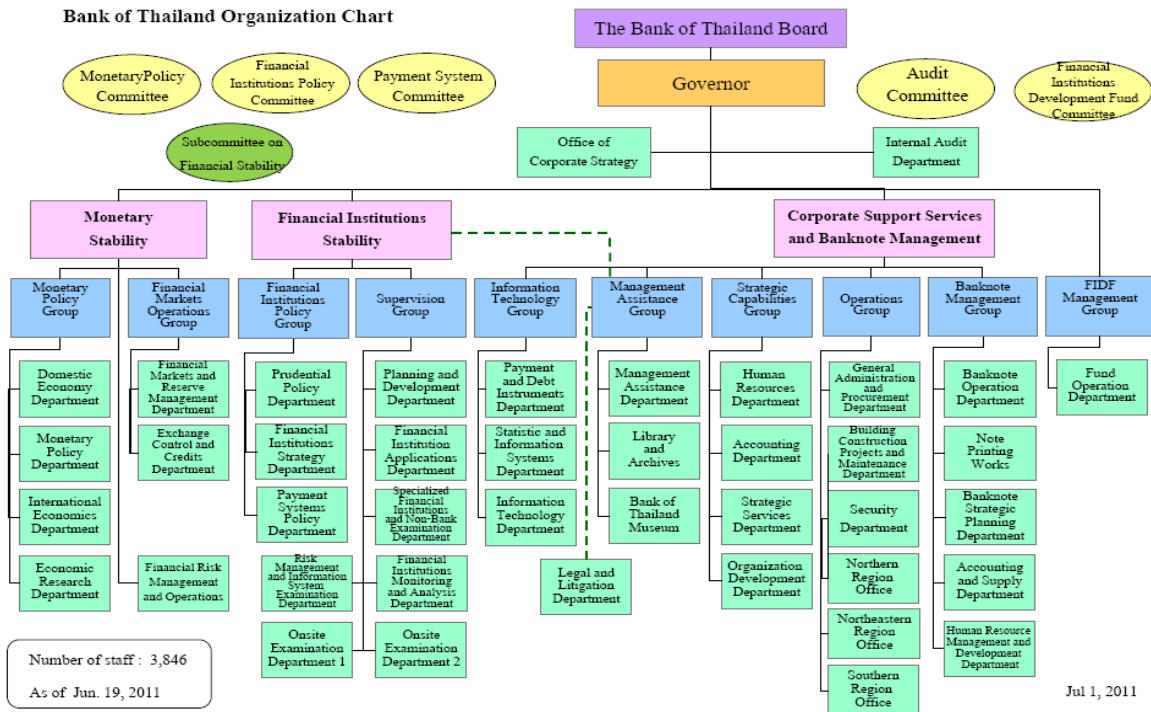 Bank of Thailand Organization Chart
The Bank of Thailand Board
MonetaryPolicy
Committee
Financial
Institutions Policy
Committee
Payment System
Committee
Governor
Audit
Committee
Financial
Institutions
Development Fund
Committee
Subcommittee on
Financial Stability
Office of
Corporate Strategy
Internal Audit
Department
Monetary
Stability
Financial Institutions
Stability
Corporate Support Services
and Banknote Management
Monetary
Policy
Group
Financial
Markets
Operations Group
Financial
Institutions
Policy Group
Supervision
Group
Information
Technology
Group
Management
Assistance Group
Strategic
Capabilities
Group
Operations
Group
Banknote
Management
Group
FIDF
Management
Group
Domestic
Economy
Department
Monetary
Policy
Department
International
Economics
Department
Economic
Research
Department
Financial
Markets and
Reserve
Management
Department
Exchange
Control and
Credits
Department
Financial Risk
Management
and Operations
Prudential
Policy
Department
Financial
Institutions
Strategy
Department
Payment
Systems
Policy
Department
Risk
Management
and Information
System
Examination
Department
Onsite
Examination
Department 1
Planning and
Development
Department
Financial
Institution
Applications
Department
Specialized
Financial
Institutions
and Non-Bank
Examination
Department
Financial
Institutions
Monitoring
and Analysis
Department
Onsite
Examination
Department 2
Payment
and Debt
Instruments
Department
Statistic and
Information
Systems
Department
Information
Technology
Department
Management
Assistance
Department
Library
and
Archives
Bank of
Thailand
Museum
Legal and
Litigation
Department
Human
Resources
Department
Accounting
Department
Strategic
Services
Department
Organization
Development
Department
General
Administration
and
Procurement
Department
Building
Construction
Projects and
Maintenance
Department
Security
Department
Northern
Region
Office
Northeastern
Region
Office
Southern
Region
Office
Banknote
Operation
Department
Note
Printing
Works
Banknote
Strategic
Planning
Department
Accounting
and Supply
Department
Human Resource
Management and
Development
Department
Fund
Operation
Department
Number of staff : 3,846
As of Jun. 19, 2011
Jul 1, 2011